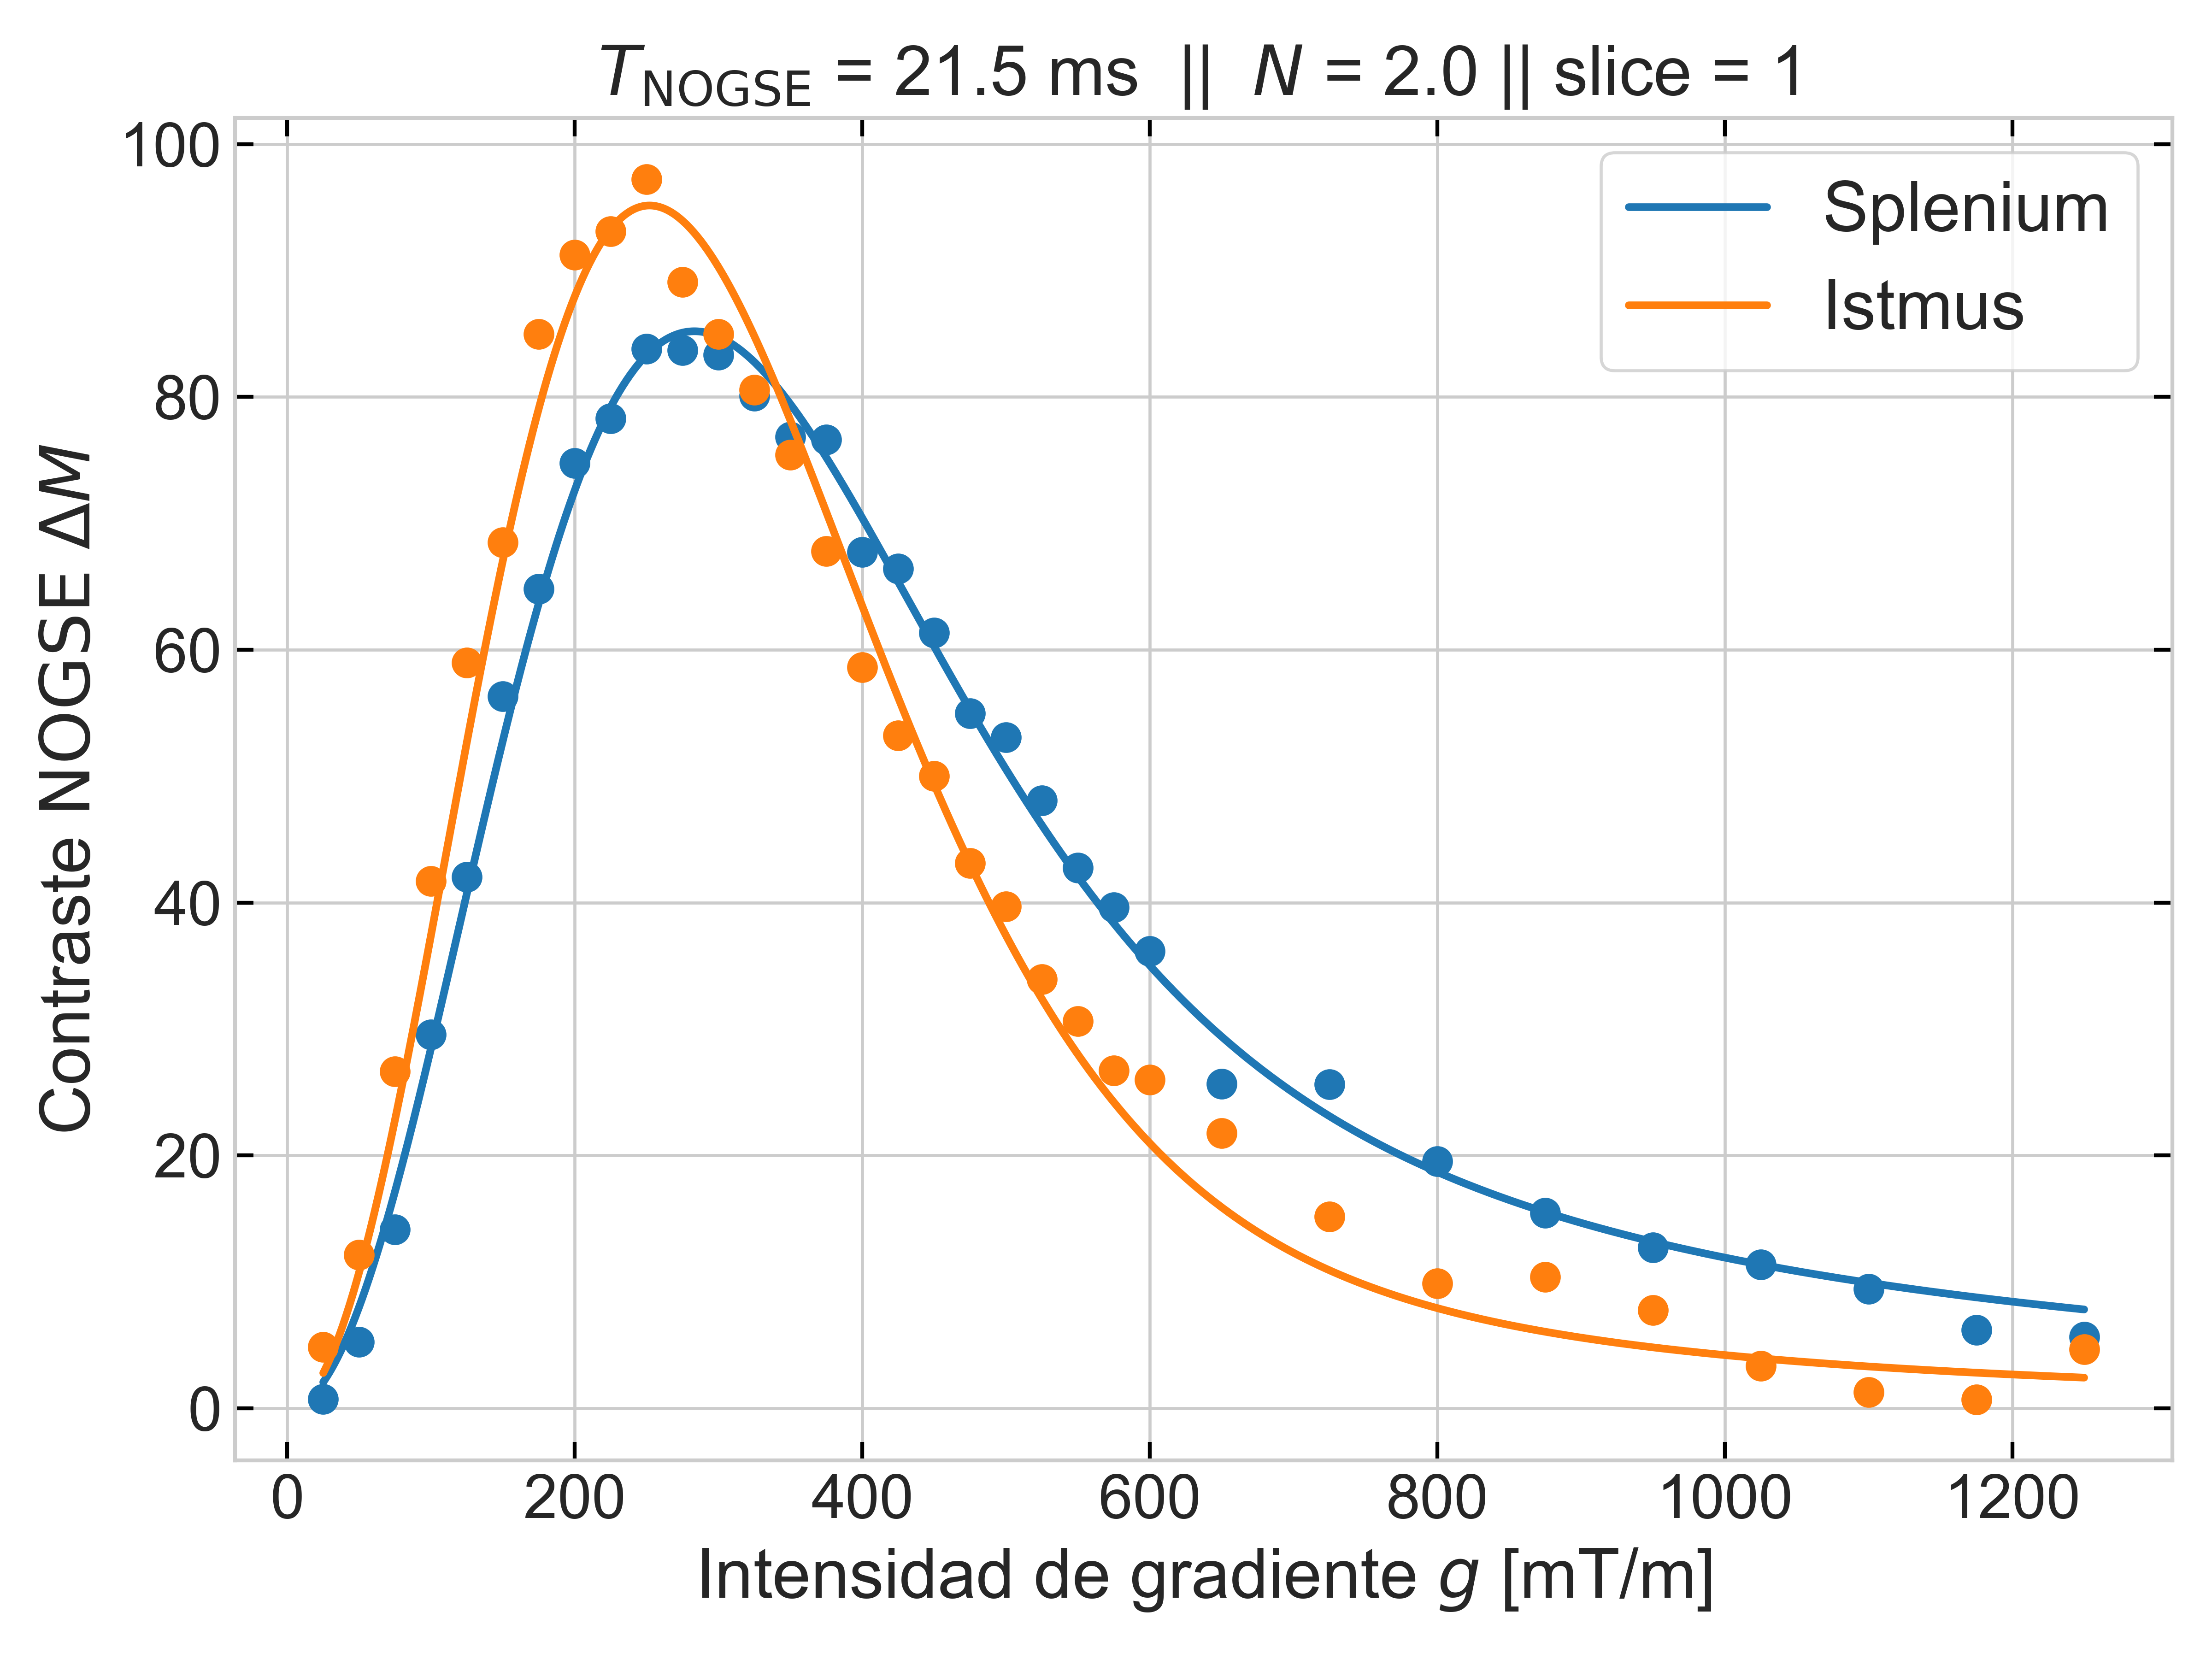 T_NOGSE = 21.5 ms || N = 2.0 || slice = 1
Contraste NOGSE ΔM
100
80
60
40
20
0
Splenium
Istmus
0 200 400 600 800 1000 1200
Intensidad de gradiente g [mT/m]